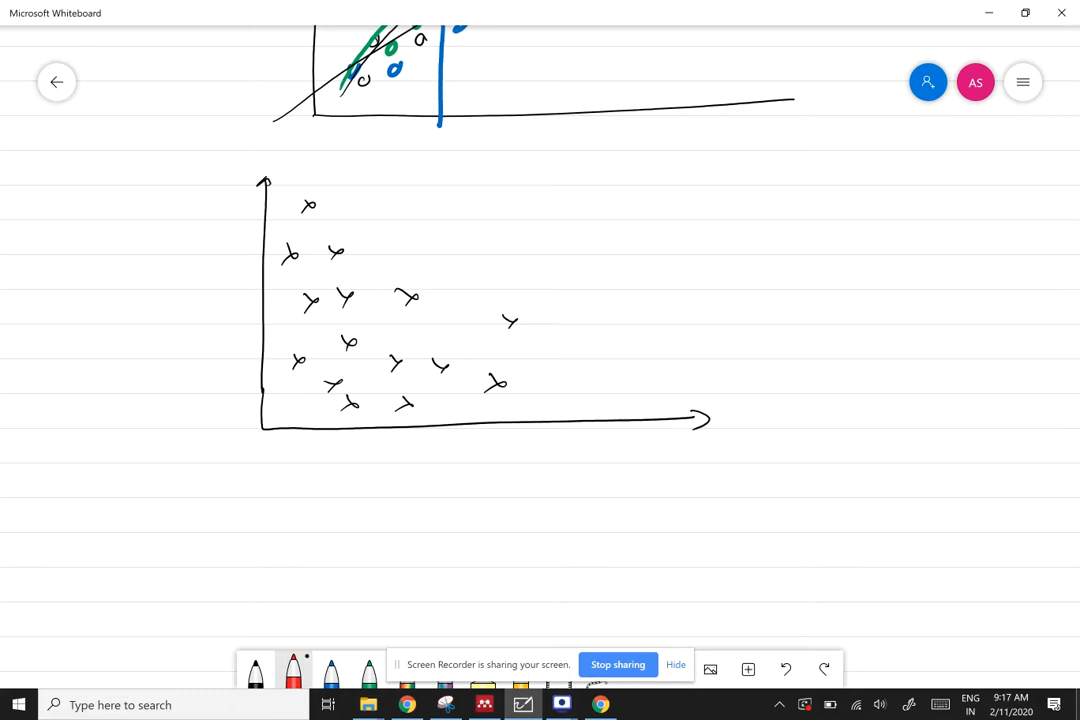 Microsoft Whiteboard
AS
Screen Recorder is sharing your screen.
Stop sharing
Hide
Type here to search
ENG
IN
9:17 AM
2/11/2020